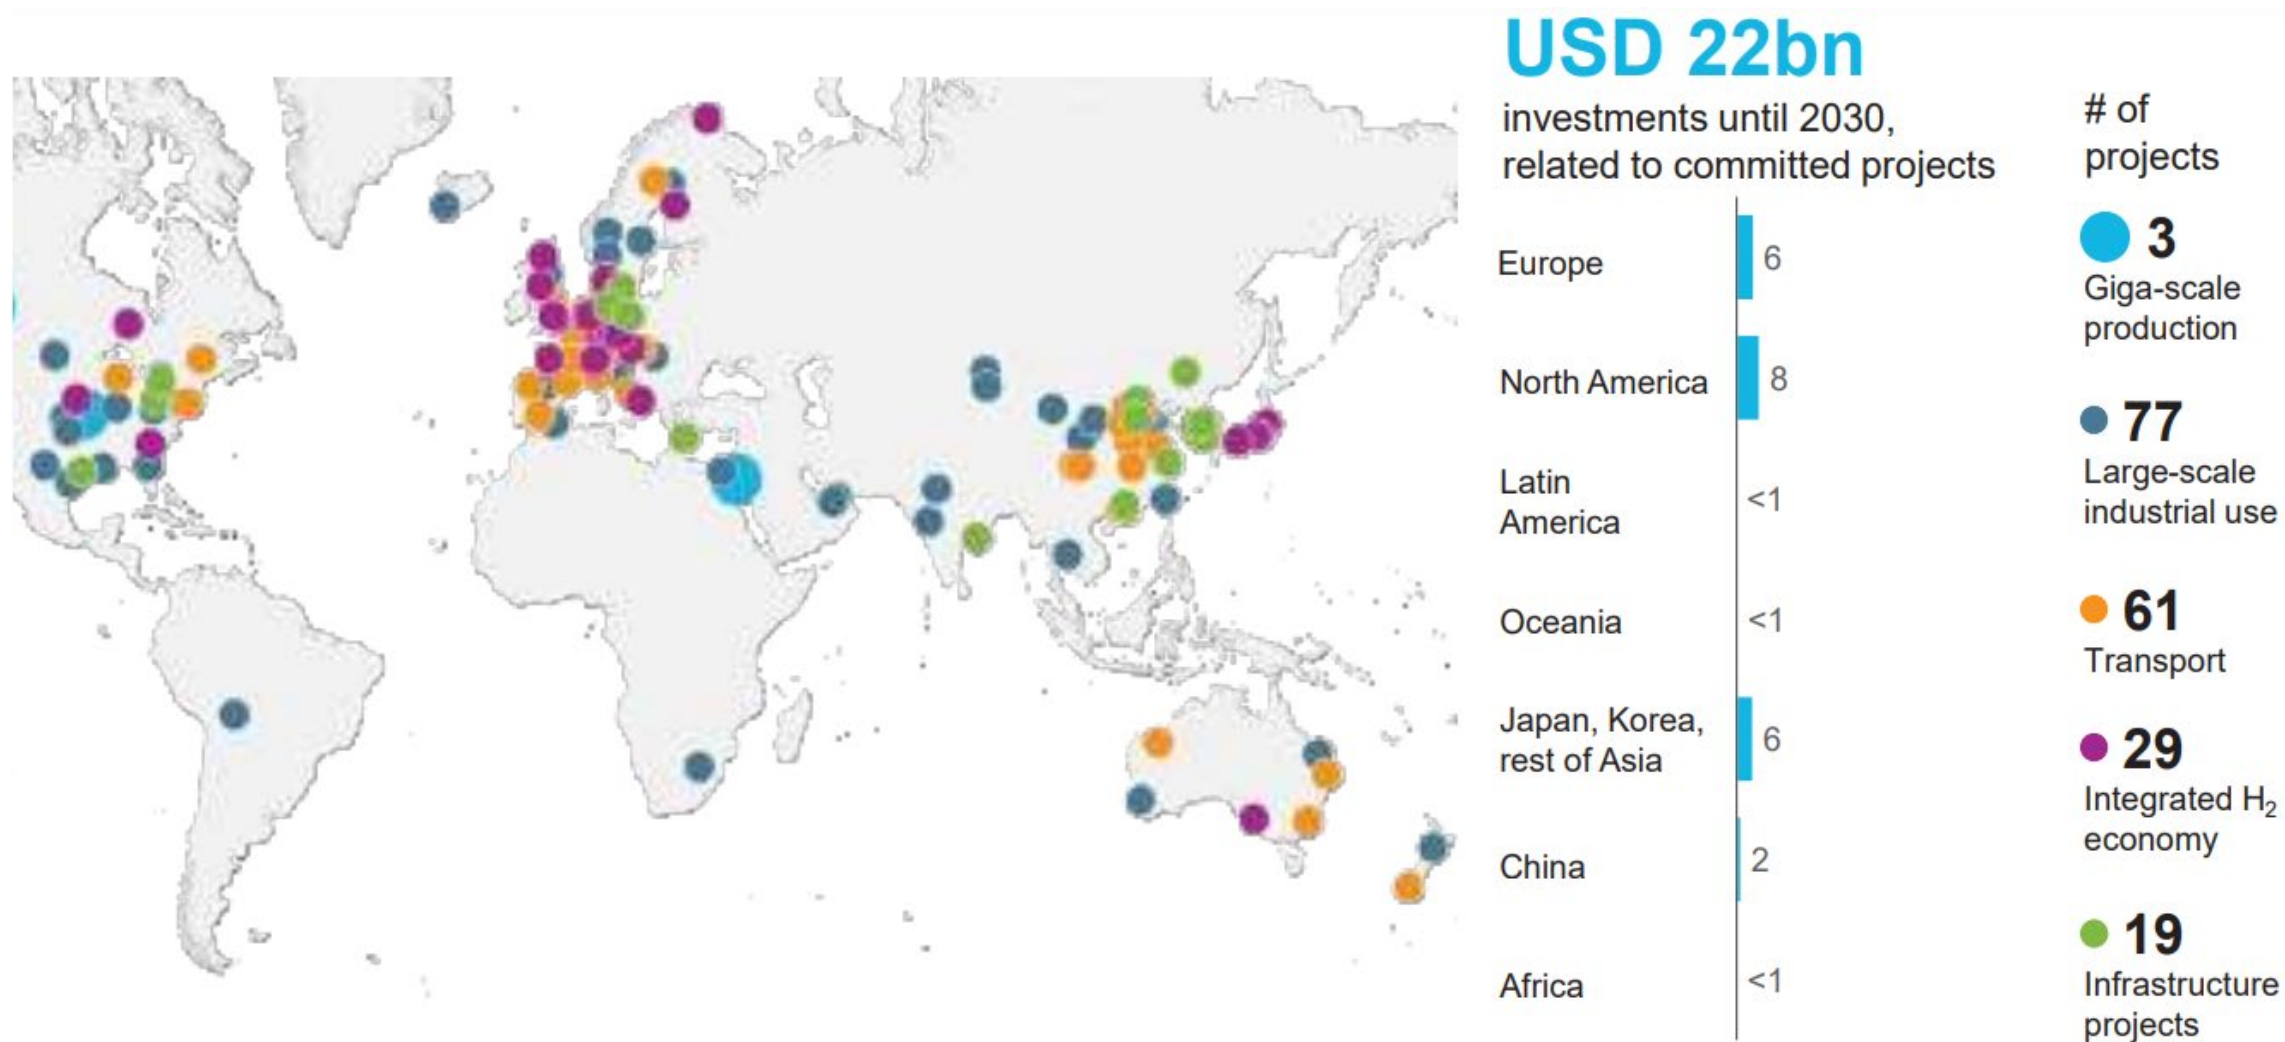 USD 22bn
investments until 2030,
related to committed projects
Europe
6
North America
8
Latin
America
<1
Oceania
<1
Japan, Korea,
rest of Asia
6
China
2
Africa
<1
# of
projects
3
Giga-scale
production
77
Large-scale
industrial use
61
Transport
29
Integrated H₂
economy
19
Infrastructure
projects